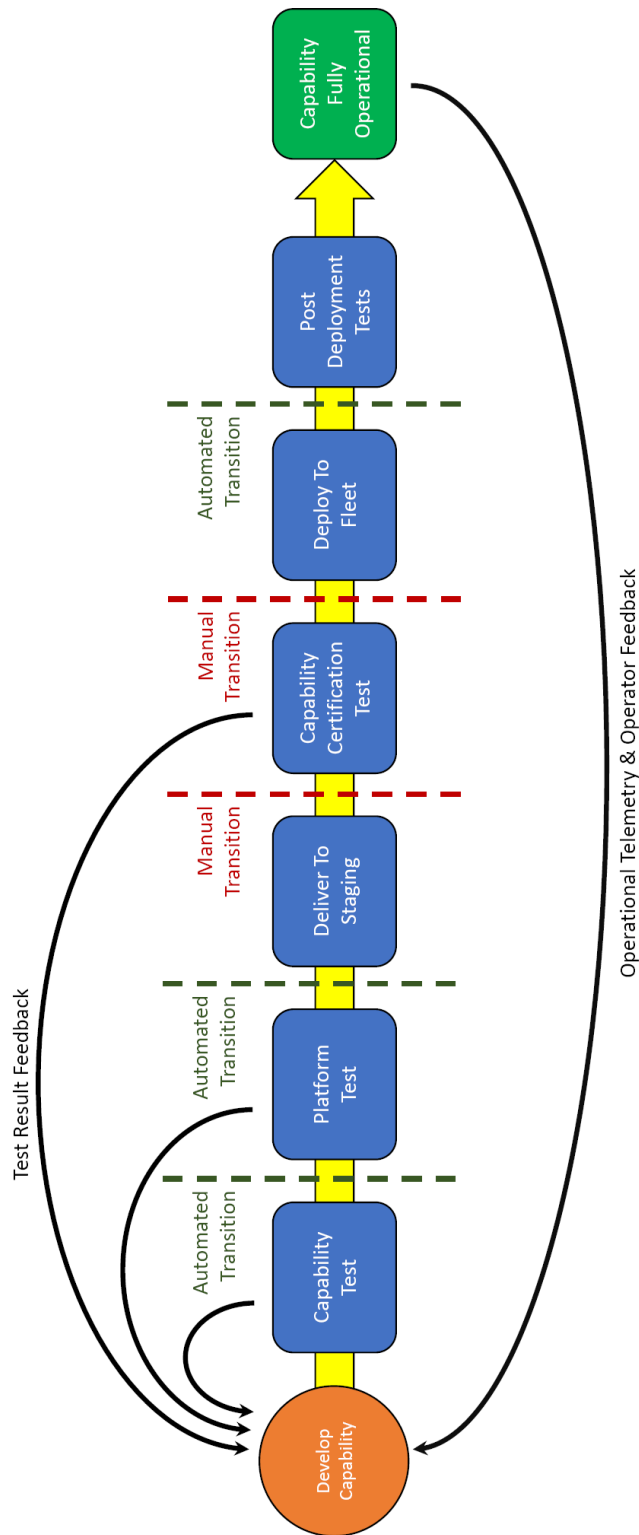 Test Result Feedback
Automated
Transition
Automated
Transition
Manual
Transition
Manual
Transition
Automated
Transition
Develop
Capability
Capability
Test
Platform
Test
Deliver To
Staging
Capability
Certification
Test
Deploy To
Fleet
Post
Deployment
Tests
Capability
Fully
Operational
Operational Telemetry & Operator Feedback